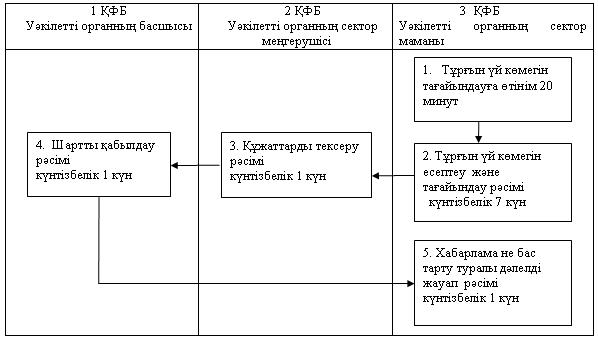 1 ҚФБ
Уәкілетті органның басшысы
2 ҚФБ
Уәкілетті органның сектор
меңгерушісі
3 ҚФБ
Уәкілетті органның сектор
маманы
1. Тұрғын үй көмегін
тағайындауға өтінім 20
минут
4. Шартты қабылдау
рәсімі
күнтізбелік 1 күн
3. Құжаттарды тексеру
рәсімі
күнтізбелік 1 күн
2. Тұрғын үй көмегін
есептеу және
тағайындау рәсімі
күнтізбелік 7 күн
5. Хабарлама не бас
тарту туралы дәлелді
жауап рәсімі
күнтізбелік 1 күн